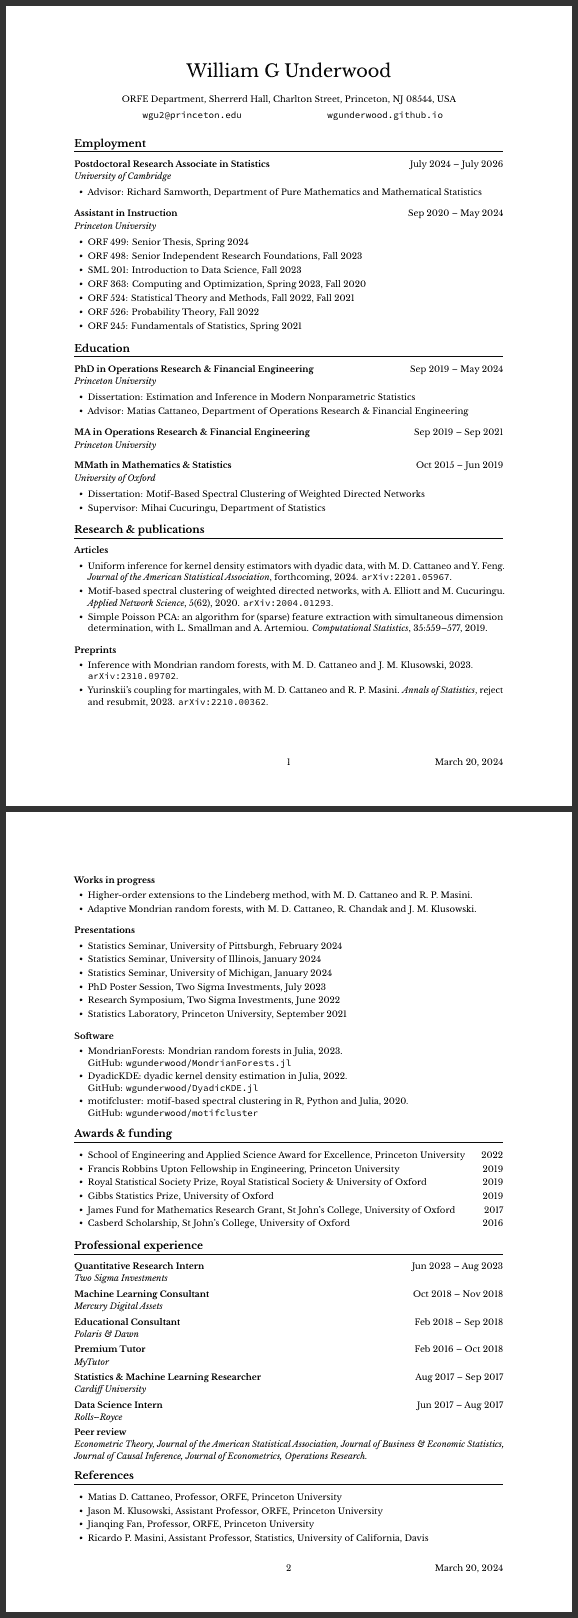 William G Underwood
ORFE Department, Sherrerd Hall, Charlton Street, Princeton, NJ 08544, USA
wgu2@princeton.edu wgunderwood.github.io
Employment
Postdoctoral Research Associate in Statistics July 2024 – July 2026
University of Cambridge
• Advisor: Richard Samworth, Department of Pure Mathematics and Mathematical Statistics
Assistant in Instruction Sep 2020 – May 2024
Princeton University
• ORF 499: Senior Thesis, Spring 2024
• ORF 498: Senior Independent Research Foundations, Fall 2023
• SML 201: Introduction to Data Science, Fall 2023
• ORF 363: Computing and Optimization, Spring 2023, Fall 2020
• ORF 524: Statistical Theory and Methods, Fall 2022, Fall 2021
• ORF 526: Probability Theory, Fall 2022
• ORF 245: Fundamentals of Statistics, Spring 2021
Education
PhD in Operations Research & Financial Engineering Sep 2019 – May 2024
Princeton University
• Dissertation: Estimation and Inference in Modern Nonparametric Statistics
• Advisor: Matias Cattaneo, Department of Operations Research & Financial Engineering
MA in Operations Research & Financial Engineering Sep 2019 – Sep 2021
Princeton University
MMath in Mathematics & Statistics Oct 2015 – Jun 2019
University of Oxford
• Dissertation: Motif-Based Spectral Clustering of Weighted Directed Networks
• Supervisor: Mihai Cucuringu, Department of Statistics
Research & publications
Articles
• Uniform inference for kernel density estimators with dyadic data, with M. D. Cattaneo and Y. Feng.
Journal of the American Statistical Association, forthcoming, 2024. arXiv:2201.05967.
• Motif-based spectral clustering of weighted directed networks, with A. Elliott and M. Cucuringu.
Applied Network Science, 5(62), 2020. arXiv:2004.01293.
• Simple Poisson PCA: an algorithm for (sparse) feature extraction with simultaneous dimension
determination, with L. Smallman and A. Artemiou. Computational Statistics, 35:559–577, 2019.
Preprints
• Inference with Mondrian random forests, with M. D. Cattaneo and J. M. Klusowski, 2023.
arXiv:2310.09702.
• Yurinskii's coupling for martingales, with M. D. Cattaneo and R. P. Masini. Annals of Statistics, reject
and resubmit, 2023. arXiv:2210.00362.
1 March 20, 2024
Works in progress
• Higher-order extensions to the Lindeberg method, with M. D. Cattaneo and R. P. Masini.
• Adaptive Mondrian random forests, with M. D. Cattaneo, R. Chandak and J. M. Klusowski.
Presentations
• Statistics Seminar, University of Pittsburgh, February 2024
• Statistics Seminar, University of Illinois, January 2024
• Statistics Seminar, University of Michigan, January 2024
• PhD Poster Session, Two Sigma Investments, July 2023
• Research Symposium, Two Sigma Investments, June 2022
• Statistics Laboratory, Princeton University, September 2021
Software
• MondrianForests: Mondrian random forests in Julia, 2023.
GitHub: wgunderwood/MondrianForests.jl
• DyadicKDE: dyadic kernel density estimation in Julia, 2022.
GitHub: wgunderwood/DyadicKDE.jl
• motifcluster: motif-based spectral clustering in R, Python and Julia, 2020.
GitHub: wgunderwood/motifcluster
Awards & funding
• School of Engineering and Applied Science Award for Excellence, Princeton University 2022
• Francis Robbins Upton Fellowship in Engineering, Princeton University 2019
• Royal Statistical Society Prize, Royal Statistical Society & University of Oxford 2019
• Gibbs Statistics Prize, University of Oxford 2019
• James Fund for Mathematics Research Grant, St John's College, University of Oxford 2017
• Casberd Scholarship, St John's College, University of Oxford 2016
Professional experience
Quantitative Research Intern Jun 2023 – Aug 2023
Two Sigma Investments
Machine Learning Consultant Oct 2018 – Nov 2018
Mercury Digital Assets
Educational Consultant Feb 2018 – Sep 2018
Polaris & Dawn
Premium Tutor Feb 2016 – Oct 2018
MyTutor
Statistics & Machine Learning Researcher Aug 2017 – Sep 2017
Cardiff University
Data Science Intern Jun 2017 – Aug 2017
Rolls–Royce
Peer review
Econometric Theory, Journal of the American Statistical Association, Journal of Business & Economic Statistics,
Journal of Causal Inference, Journal of Econometrics, Operations Research.
References
• Matias D. Cattaneo, Professor, ORFE, Princeton University
• Jason M. Klusowski, Assistant Professor, ORFE, Princeton University
• Jianqing Fan, Professor, ORFE, Princeton University
• Ricardo P. Masini, Assistant Professor, Statistics, University of California, Davis
2 March 20, 2024